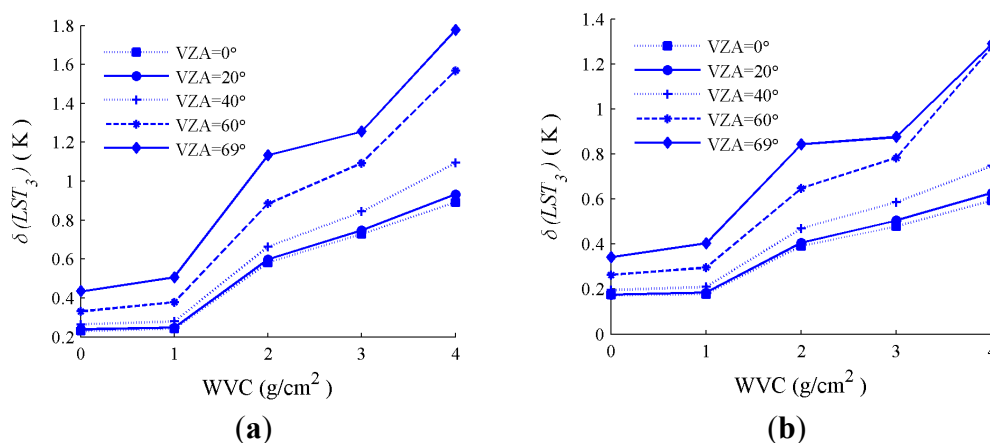 1.8
1.6
1.4
1.2
1
0.8
0.6
0.4
0.2
0 1 2 3 4
δ(LST₃) (K)
WVC (g/cm²)
VZA=0°
VZA=20°
VZA=40°
VZA=60°
VZA=69°
(a)
1.4
1.2
1
0.8
0.6
0.4
0.2
0
0 1 2 3 4
δ(LST₃) (K)
WVC (g/cm²)
VZA=0°
VZA=20°
VZA=40°
VZA=60°
VZA=69°
(b)